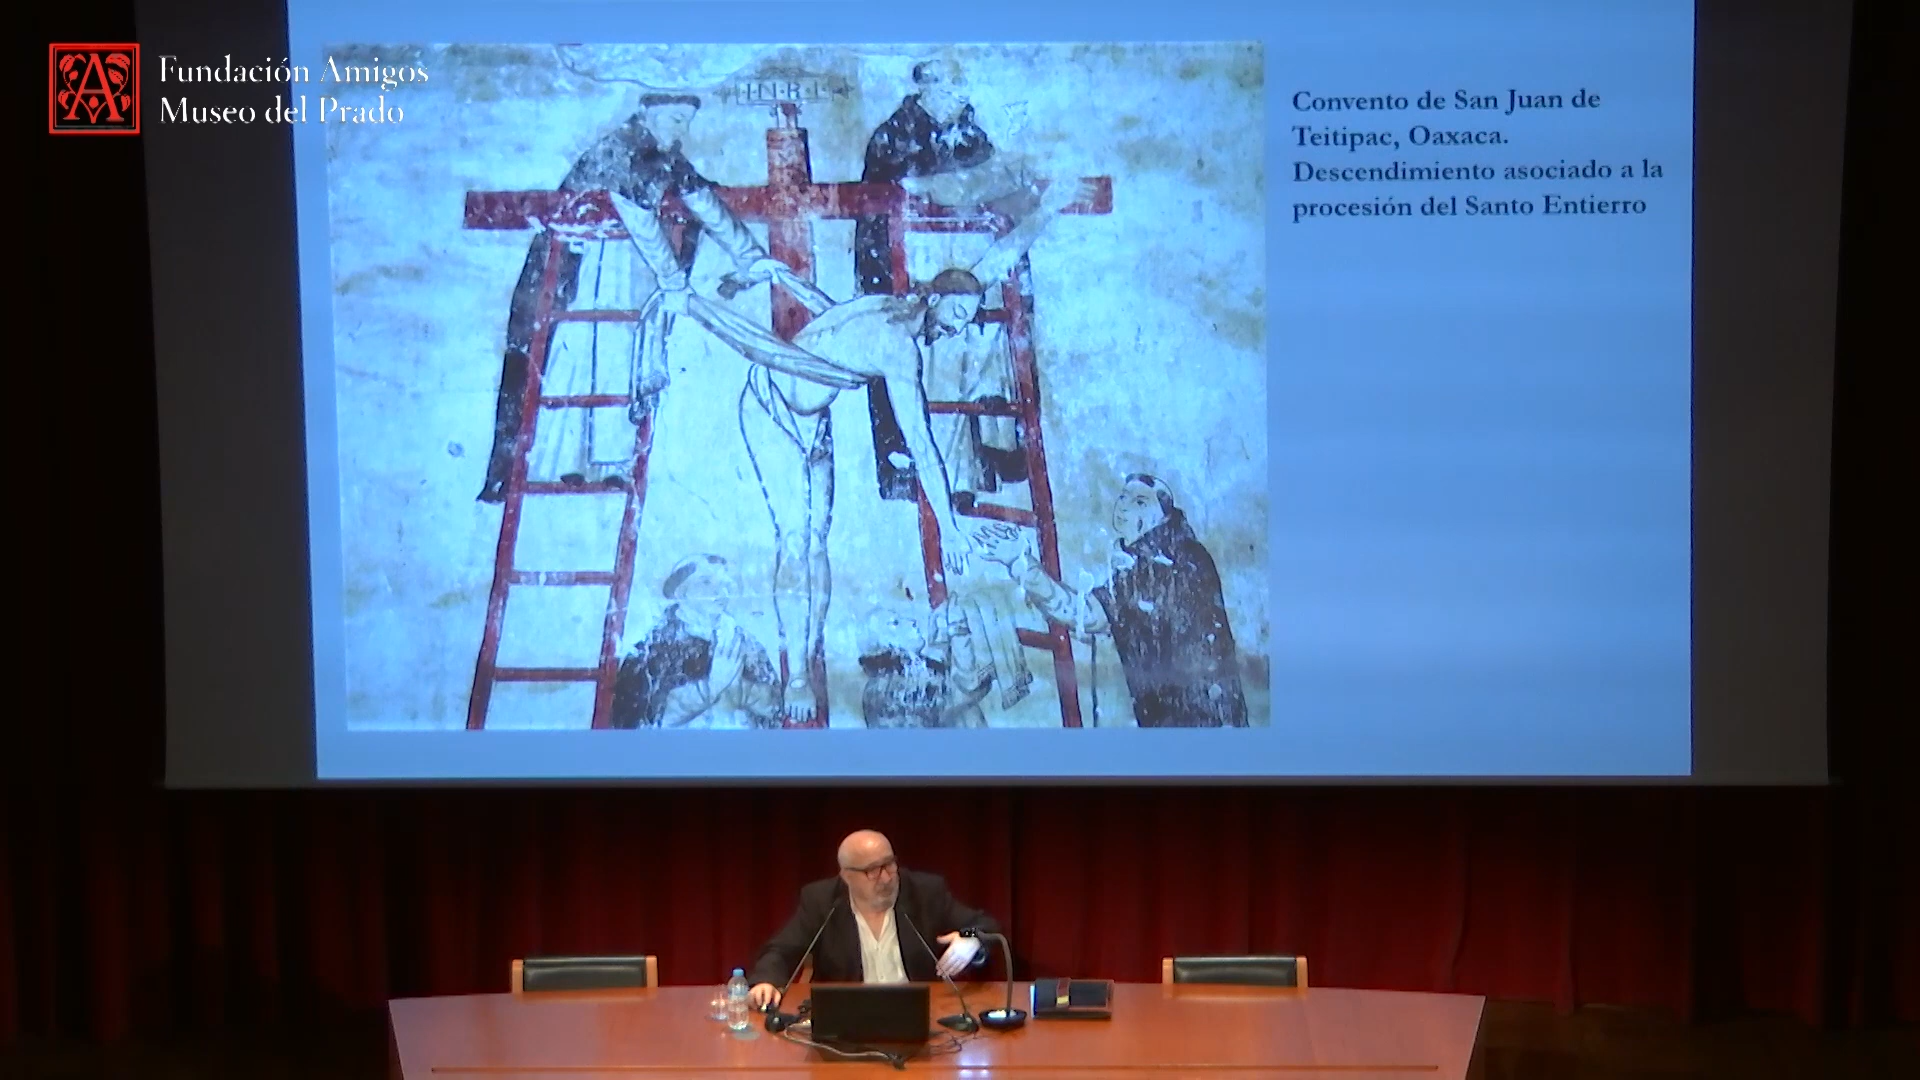 Fundación Amigos
Museo del Prado
I·N·R·I·
Convento de San Juan de
Teitipac, Oaxaca.
Descendimiento asociado a la
procesión del Santo Entierro